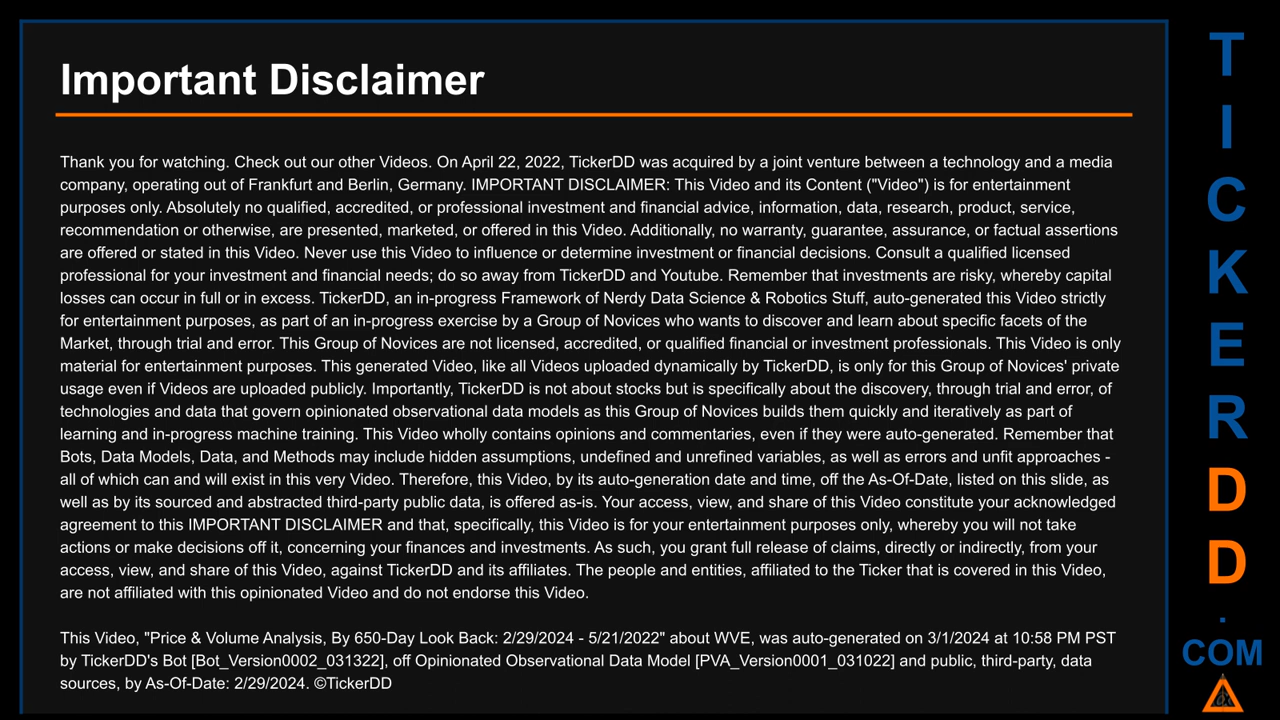 Important Disclaimer
Thank you for watching. Check out our other Videos. On April 22, 2022, TickerDD was acquired by a joint venture between a technology and a media
company, operating out of Frankfurt and Berlin, Germany. IMPORTANT DISCLAIMER: This Video and its Content ("Video") is for entertainment
purposes only. Absolutely no qualified, accredited, or professional investment and financial advice, information, data, research, product, service,
recommendation or otherwise, are presented, marketed, or offered in this Video. Additionally, no warranty, guarantee, assurance, or factual assertions
are offered or stated in this Video. Never use this Video to influence or determine investment or financial decisions. Consult a qualified licensed
professional for your investment and financial needs; do so away from TickerDD and Youtube. Remember that investments are risky, whereby capital
losses can occur in full or in excess. TickerDD, an in-progress Framework of Nerdy Data Science & Robotics Stuff, auto-generated this Video strictly
for entertainment purposes, as part of an in-progress exercise by a Group of Novices who wants to discover and learn about specific facets of the
Market, through trial and error. This Group of Novices are not licensed, accredited, or qualified financial or investment professionals. This Video is only
material for entertainment purposes. This generated Video, like all Videos uploaded dynamically by TickerDD, is only for this Group of Novices' private
usage even if Videos are uploaded publicly. Importantly, TickerDD is not about stocks but is specifically about the discovery, through trial and error, of
technologies and data that govern opinionated observational data models as this Group of Novices builds them quickly and iteratively as part of
learning and in-progress machine training. This Video wholly contains opinions and commentaries, even if they were auto-generated. Remember that
Bots, Data Models, Data, and Methods may include hidden assumptions, undefined and unrefined variables, as well as errors and unfit approaches -
all of which can and will exist in this very Video. Therefore, this Video, by its auto-generation date and time, off the As-Of-Date, listed on this slide, as
well as by its sourced and abstracted third-party public data, is offered as-is. Your access, view, and share of this Video constitute your acknowledged
agreement to this IMPORTANT DISCLAIMER and that, specifically, this Video is for your entertainment purposes only, whereby you will not take
actions or make decisions off it, concerning your finances and investments. As such, you grant full release of claims, directly or indirectly, from your
access, view, and share of this Video, against TickerDD and its affiliates. The people and entities, affiliated to the Ticker that is covered in this Video,
are not affiliated with this opinionated Video and do not endorse this Video.
This Video, "Price & Volume Analysis, By 650-Day Look Back: 2/29/2024 - 5/21/2022" about WVE, was auto-generated on 3/1/2024 at 10:58 PM PST
by TickerDD's Bot [Bot_Version0002_031322], off Opinionated Observational Data Model [PVA_Version0001_031022] and public, third-party, data
sources, by As-Of-Date: 2/29/2024. ©TickerDD
T
I
C
K
E
R
D
D
.
COM